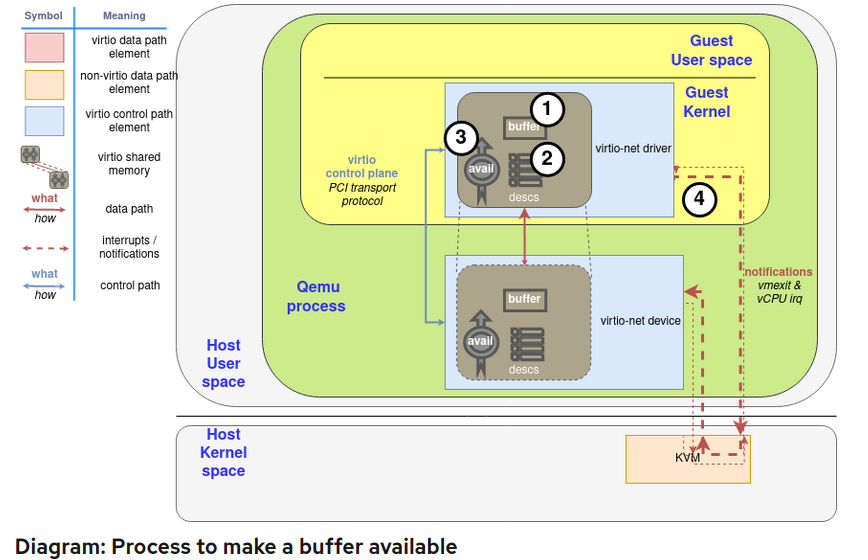 Symbol
Meaning
virtio data path
element
non-virtio data path
element
virtio control path
element
virtio shared
memory
what
how
data path
interrupts /
notifications
what
how
control path
Guest
User space
Guest
Kernel
1
buffer
2
3
avail
descs
virtio-net driver
virtio
control plane
PCI transport
protocol
4
Qemu
process
buffer
avail
descs
virtio-net device
notifications
vmexit &
vCPU irq
Host
User
space
Host
Kernel
space
KVM
Diagram: Process to make a buffer available